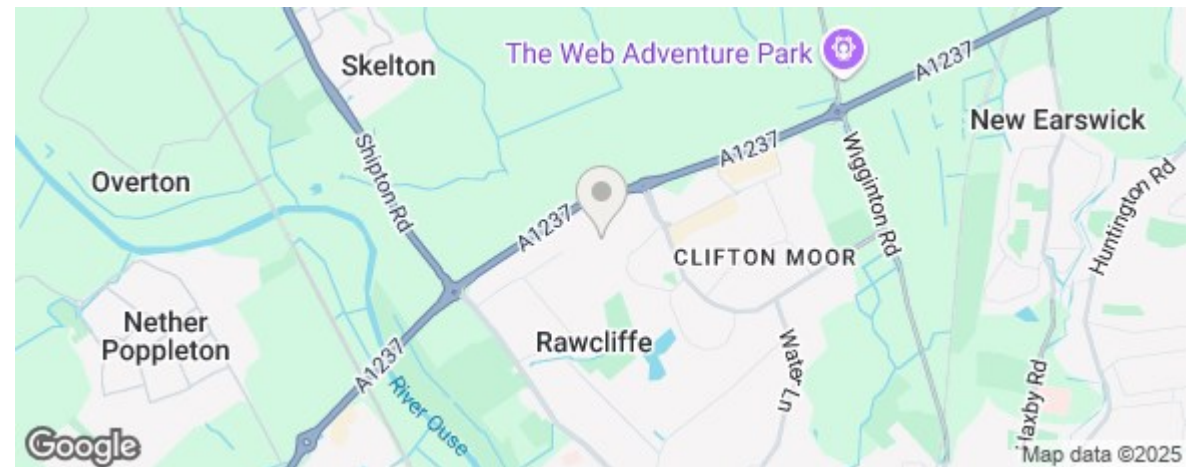 The Web Adventure Park
Skelton
A1237
New Earswick
Shipton Rd
A1237
Wigginton Rd
Huntington Rd
Overton
A1237
CLIFTON MOOR
Nether
Poppleton
Rawcliffe
Water Ln
A1237
River Ouse
Haxby Rd
Google
Map data ©2025